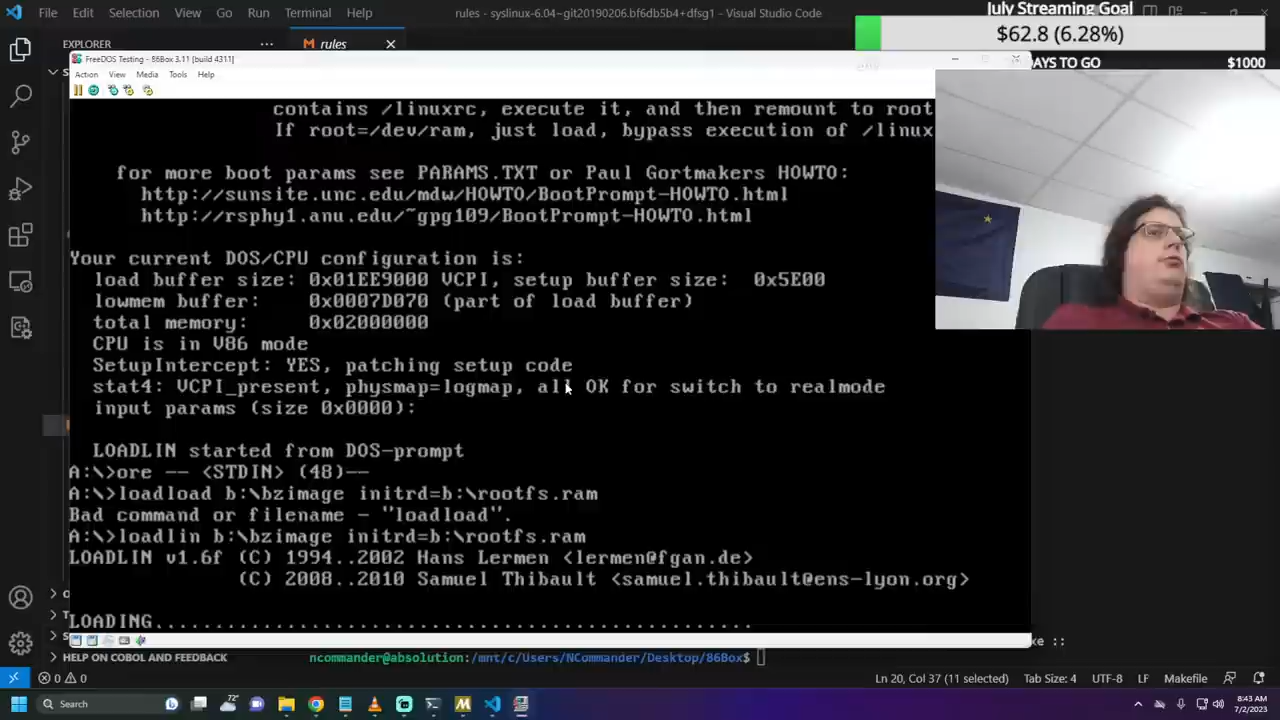 File Edit Selection View Go Run Terminal Help
rules - syslinux-6.04~git20190206.bf6db5b4+dfsg1 - Visual Studio Code
July Streaming Goal
$62.8 (6.28%)
DAYS TO GO
$1000
EXPLORER
rules
FreeDOS Testing - 86Box 3.11 [build 4311]
Action View Media Tools Help
contains /linuxrc, execute it, and then remount to root
If root=/dev/ram, just load, bypass execution of /linux
for more boot params see PARAMS.TXT or Paul Gortmakers HOWTO:
http://sunsite.unc.edu/mdw/HOWTO/BootPrompt-HOWTO.html
http://rsphy1.anu.edu/~gpg109/BootPrompt-HOWTO.html
Your current DOS/CPU configuration is:
load buffer size: 0x01EE9000 VCPI, setup buffer size: 0x5E00
lowmem buffer: 0x0007D070 (part of load buffer)
total memory: 0x02000000
CPU is in V86 mode
SetupIntercept: YES, patching setup code
stat4: VCPI_present, physmap=logmap, all OK for switch to realmode
input params (size 0x0000):
LOADLIN started from DOS-prompt
A:\>ore -- <STDIN> (48)--
A:\>loadload b:\bzimage initrd=b:\rootfs.ram
Bad command or filename - "loadload".
A:\>loadlin b:\bzimage initrd=b:\rootfs.ram
LOADLIN v1.6f (C) 1994..2002 Hans Lermen <lermen@fgan.de>
(C) 2008..2010 Samuel Thibault <samuel.thibault@ens-lyon.org>
LOADING..................................................
HELP ON COBOL AND FEEDBACK
ncommander@absolution:/mnt/c/Users/NCommander/Desktop/86Box$
0 0
Ln 20, Col 37 (11 selected) Tab Size: 4 UTF-8 LF Makefile
Search
72°
8:43 AM
7/2/2023